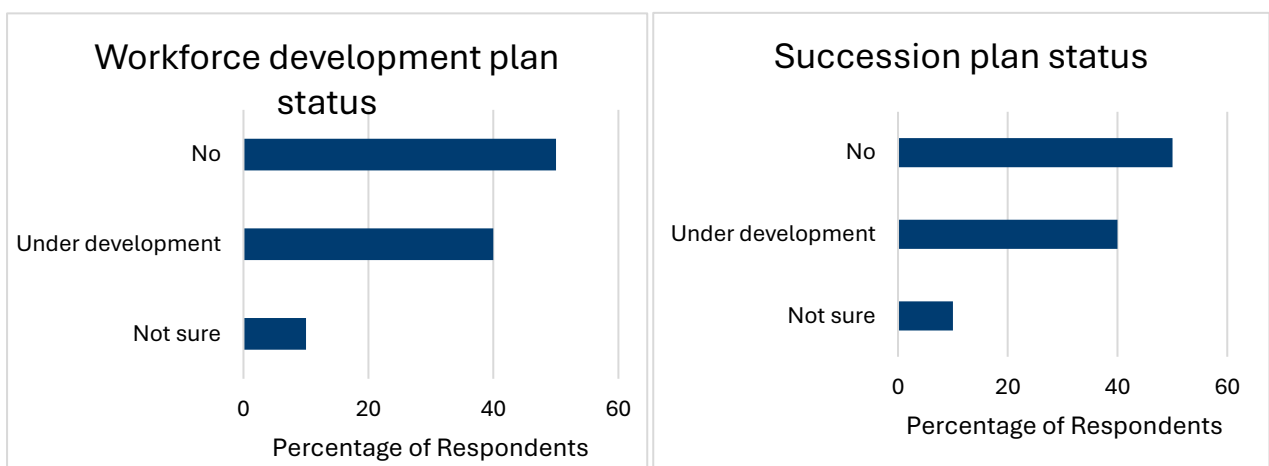 Workforce development plan
status
No
Under development
Not sure
0 20 40 60
Percentage of Respondents
Succession plan status
No
Under development
Not sure
0 20 40 60
Percentage of Respondents